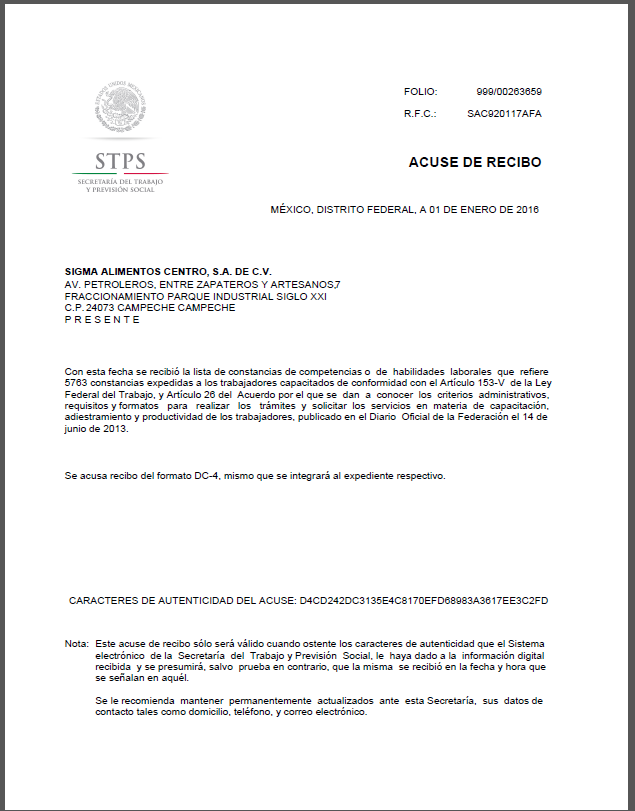 ESTADOS UNIDOS MEXICANOS
STPS
SECRETARÍA DEL TRABAJO
Y PREVISIÓN SOCIAL
FOLIO: 999/00263659
R.F.C.: SAC920117AFA
ACUSE DE RECIBO
MÉXICO, DISTRITO FEDERAL, A 01 DE ENERO DE 2016
SIGMA ALIMENTOS CENTRO, S.A. DE C.V.
AV. PETROLEROS, ENTRE ZAPATEROS Y ARTESANOS,7
FRACCIONAMIENTO PARQUE INDUSTRIAL SIGLO XXI
C.P. 24073 CAMPECHE CAMPECHE
P R E S E N T E
Con esta fecha se recibió la lista de constancias de competencias o de habilidades laborales que refiere
5763 constancias expedidas a los trabajadores capacitados de conformidad con el Artículo 153-V de la Ley
Federal del Trabajo, y Artículo 26 del Acuerdo por el que se dan a conocer los criterios administrativos,
requisitos y formatos para realizar los trámites y solicitar los servicios en materia de capacitación,
adiestramiento y productividad de los trabajadores, publicado en el Diario Oficial de la Federación el 14 de
junio de 2013.
Se acusa recibo del formato DC-4, mismo que se integrará al expediente respectivo.
CARACTERES DE AUTENTICIDAD DEL ACUSE: D4CD242DC3135E4C8170EFD68983A3617EE3C2FD
Nota: Este acuse de recibo sólo será válido cuando ostente los caracteres de autenticidad que el Sistema
electrónico de la Secretaría del Trabajo y Previsión Social, le haya dado a la información digital
recibida y se presumirá, salvo prueba en contrario, que la misma se recibió en la fecha y hora que
se señalan en aquél.
Se le recomienda mantener permanentemente actualizados ante esta Secretaría, sus datos de
contacto tales como domicilio, teléfono, y correo electrónico.